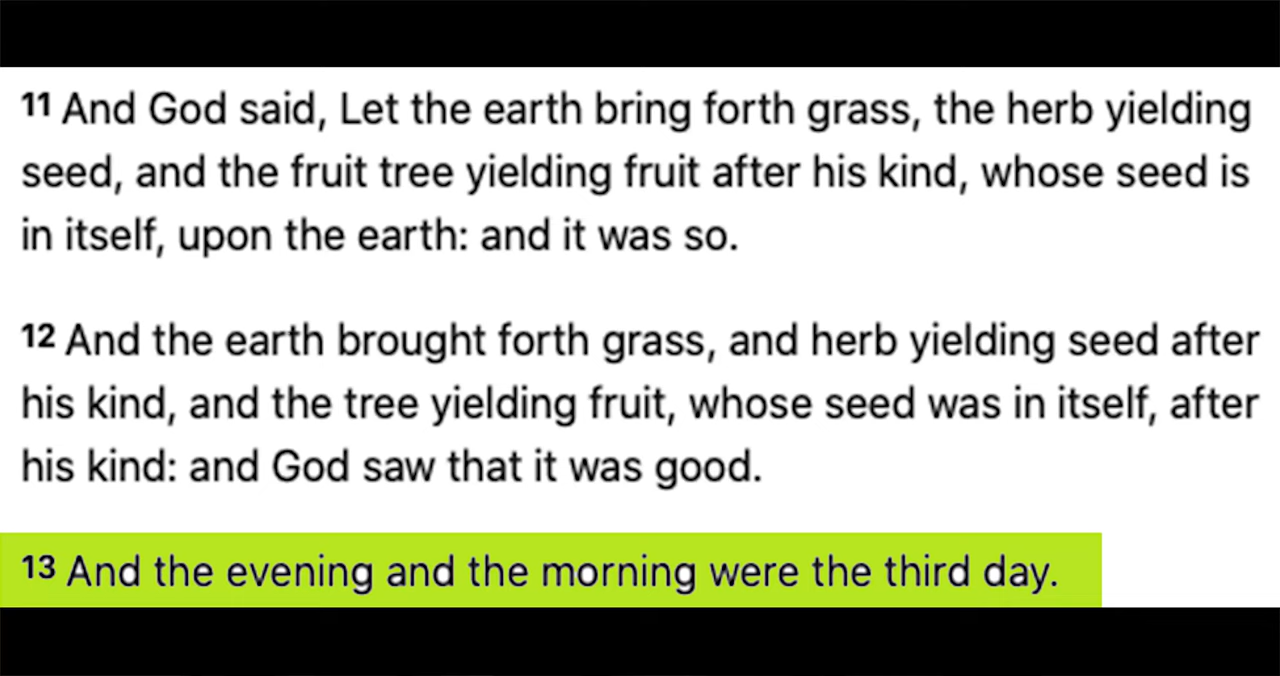 11 And God said, Let the earth bring forth grass, the herb yielding
seed, and the fruit tree yielding fruit after his kind, whose seed is
in itself, upon the earth: and it was so.
12 And the earth brought forth grass, and herb yielding seed after
his kind, and the tree yielding fruit, whose seed was in itself, after
his kind: and God saw that it was good.
13 And the evening and the morning were the third day.